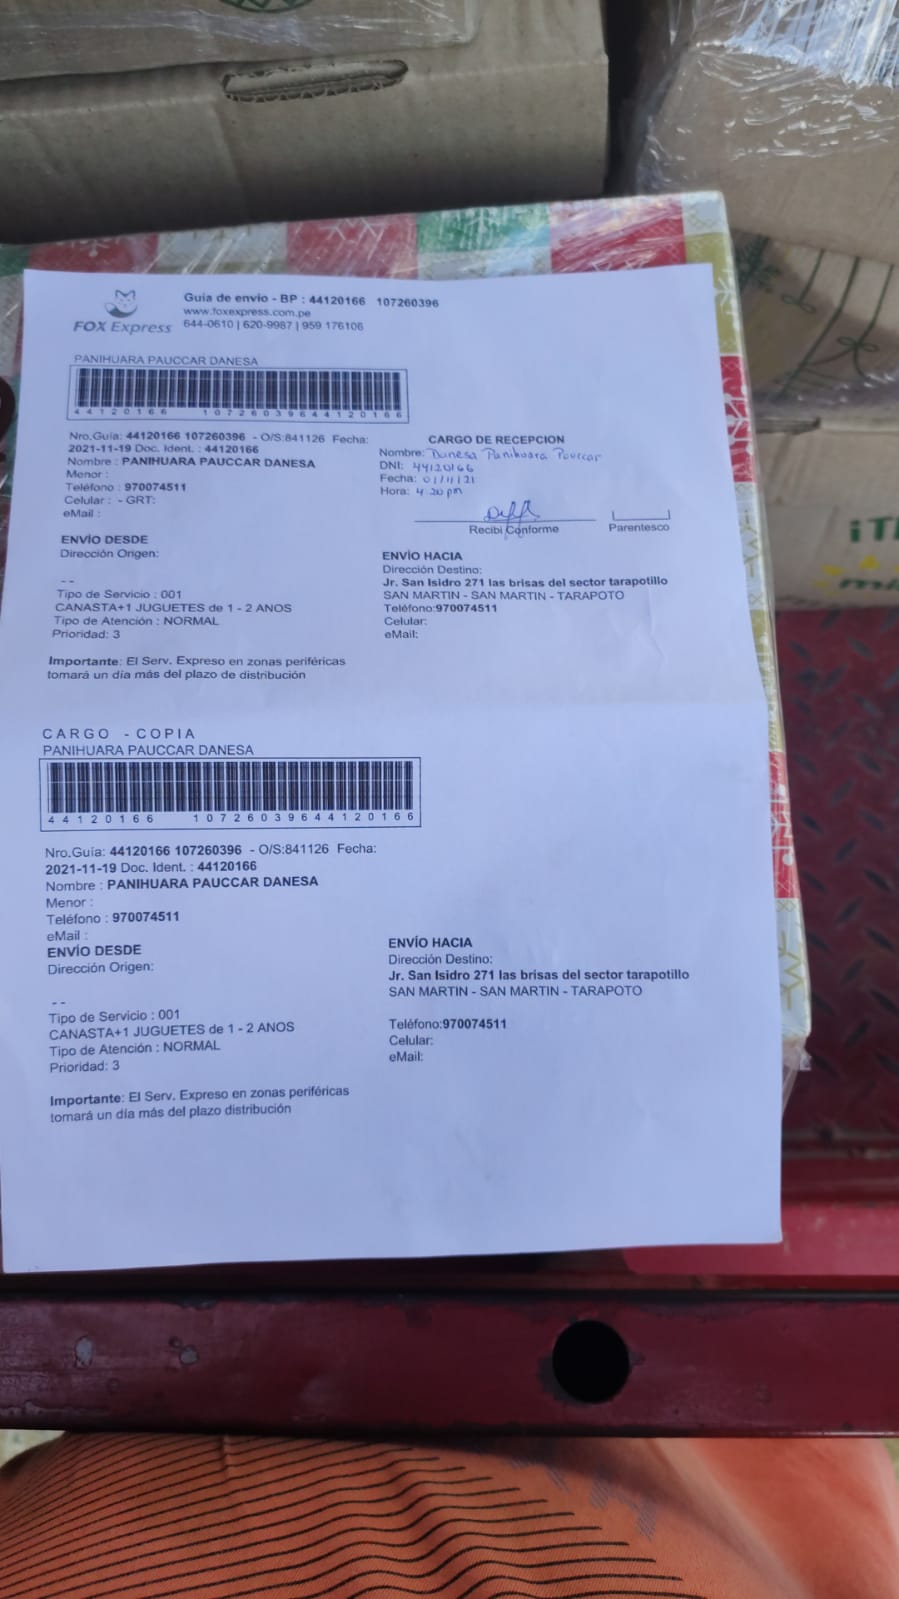 FOX Express
Guia de envio - BP : 44120166 107260396
www.foxexpress.com.pe
644-0610 | 620-9987 | 959 176106
PANIHUARA PAUCCAR DANESA
44120166 10726039644120166
Nro.Guía: 44120166 107260396 - O/S:841126 Fecha:
2021-11-19 Doc. Ident. : 44120166
Nombre : PANIHUARA PAUCCAR DANESA
Menor :
Teléfono : 970074511
Celular : - GRT:
eMail :
CARGO DE RECEPCION
Nombre: Danesa Panihuara Pauccar
DNI: 44120166
Fecha: 01/11/21
Hora: 4:20 pm
Recibi Conforme
Parentesco
ENVÍO DESDE
Dirección Origen:
--
Tipo de Servicio : 001
CANASTA+1 JUGUETES de 1 - 2 ANOS
Tipo de Atención : NORMAL
Prioridad: 3
ENVÍO HACIA
Dirección Destino:
Jr. San Isidro 271 las brisas del sector tarapotillo
SAN MARTIN - SAN MARTIN - TARAPOTO
Teléfono:970074511
Celular:
eMail:
Importante: El Serv. Expreso en zonas periféricas
tomará un día más del plazo de distribución
CARGO - COPIA
PANIHUARA PAUCCAR DANESA
44120166 10726039644120166
Nro.Guía: 44120166 107260396 - O/S:841126 Fecha:
2021-11-19 Doc. Ident. : 44120166
Nombre : PANIHUARA PAUCCAR DANESA
Menor :
Teléfono : 970074511
eMail :
ENVÍO DESDE
Dirección Origen:
--
Tipo de Servicio : 001
CANASTA+1 JUGUETES de 1 - 2 ANOS
Tipo de Atención : NORMAL
Prioridad: 3
ENVÍO HACIA
Dirección Destino:
Jr. San Isidro 271 las brisas del sector tarapotillo
SAN MARTIN - SAN MARTIN - TARAPOTO
Teléfono:970074511
Celular:
eMail:
Importante: El Serv. Expreso en zonas periféricas
tomará un día más del plazo distribución